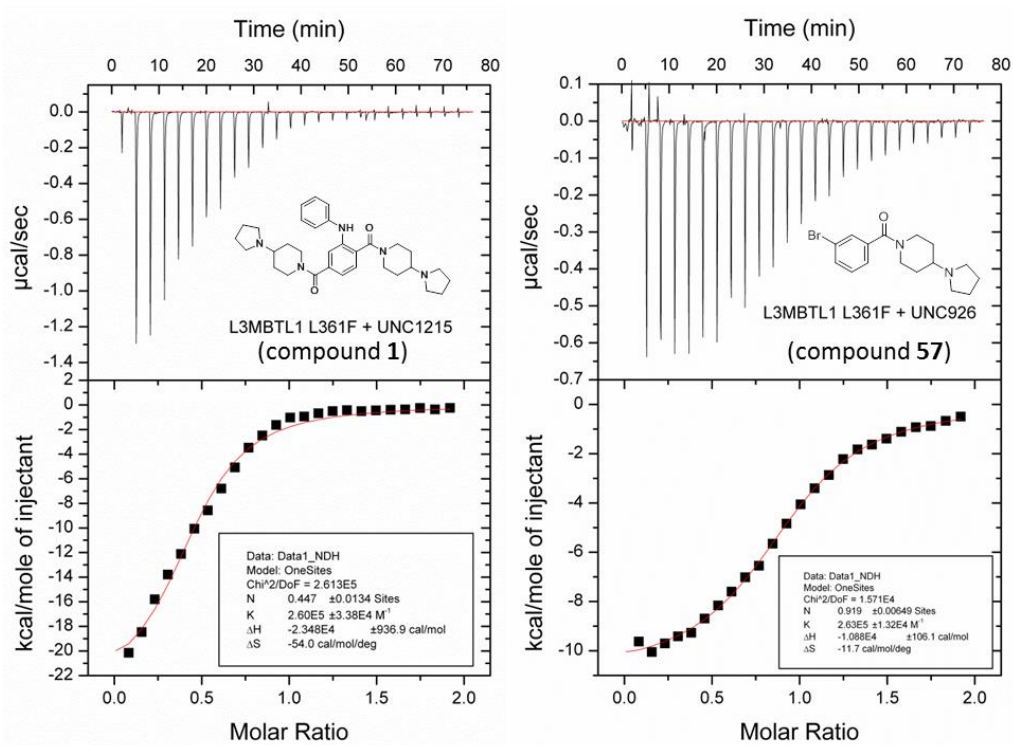 Time (min)
0 10 20 30 40 50 60 70 80
0.0
-0.2
-0.4
-0.6
-0.8
-1.0
-1.2
-1.4
µcal/sec
NH
O
N
N
N
N
O
L3MBTL1 L361F + UNC1215
(compound 1)
2
0
-2
-4
-6
-8
-10
-12
-14
-16
-18
-20
-22
kcal/mole of injectant
Data: Data1_NDH
Model: OneSites
Chi^2/DoF = 2.613E5
N 0.447 ±0.0134 Sites
K 2.60E5 ±3.38E4 M⁻¹
ΔH -2.348E4 ±936.9 cal/mol
ΔS -54.0 cal/mol/deg
0.0 0.5 1.0 1.5 2.0
Molar Ratio
Time (min)
0 10 20 30 40 50 60 70 80
0.1
0.0
-0.1
-0.2
-0.3
-0.4
-0.5
-0.6
-0.7
µcal/sec
O
Br
N
N
L3MBTL1 L361F + UNC926
(compound 57)
0
-2
-4
-6
-8
-10
kcal/mole of injectant
Data: Data1_NDH
Model: OneSites
Chi^2/DoF = 1.571E4
N 0.919 ±0.00649 Sites
K 2.63E5 ±1.32E4 M⁻¹
ΔH -1.088E4 ±106.1 cal/mol
ΔS -11.7 cal/mol/deg
0.0 0.5 1.0 1.5 2.0
Molar Ratio